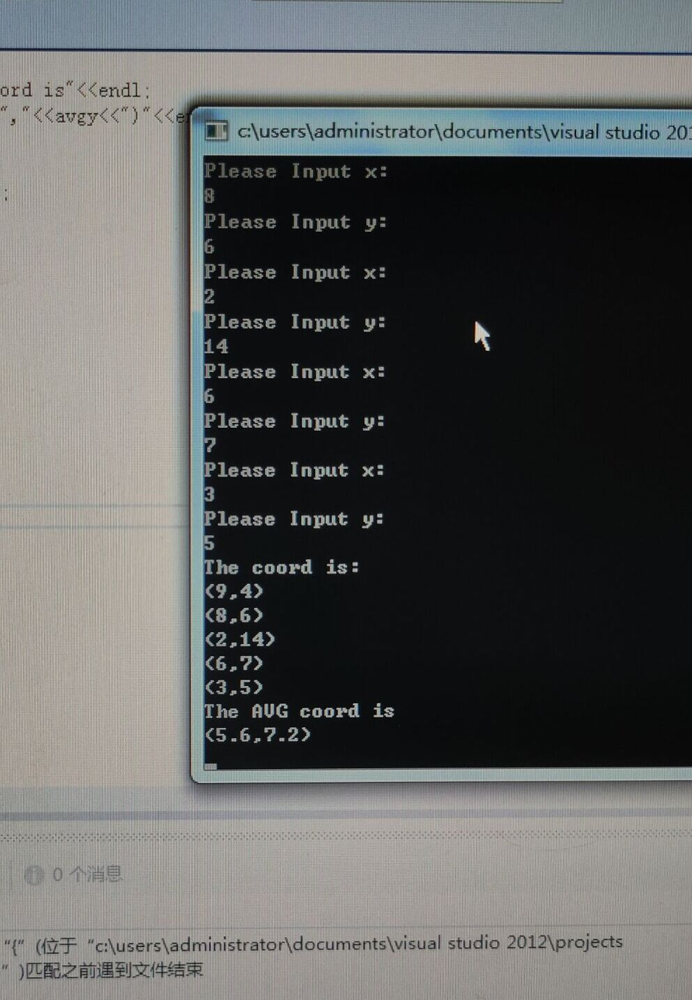 ord is"<<endl;
","<<avgy<<")"<<e
;
c:\users\administrator\documents\visual studio 201
Please Input x:
8
Please Input y:
6
Please Input x:
2
Please Input y:
14
Please Input x:
6
Please Input y:
7
Please Input x:
3
Please Input y:
5
The coord is:
(9,4)
(8,6)
(2,14)
(6,7)
(3,5)
The AVG coord is
(5.6,7.2)
0 个消息
"{" (位于 "c:\users\administrator\documents\visual studio 2012\projects
" )匹配之前遇到文件结束